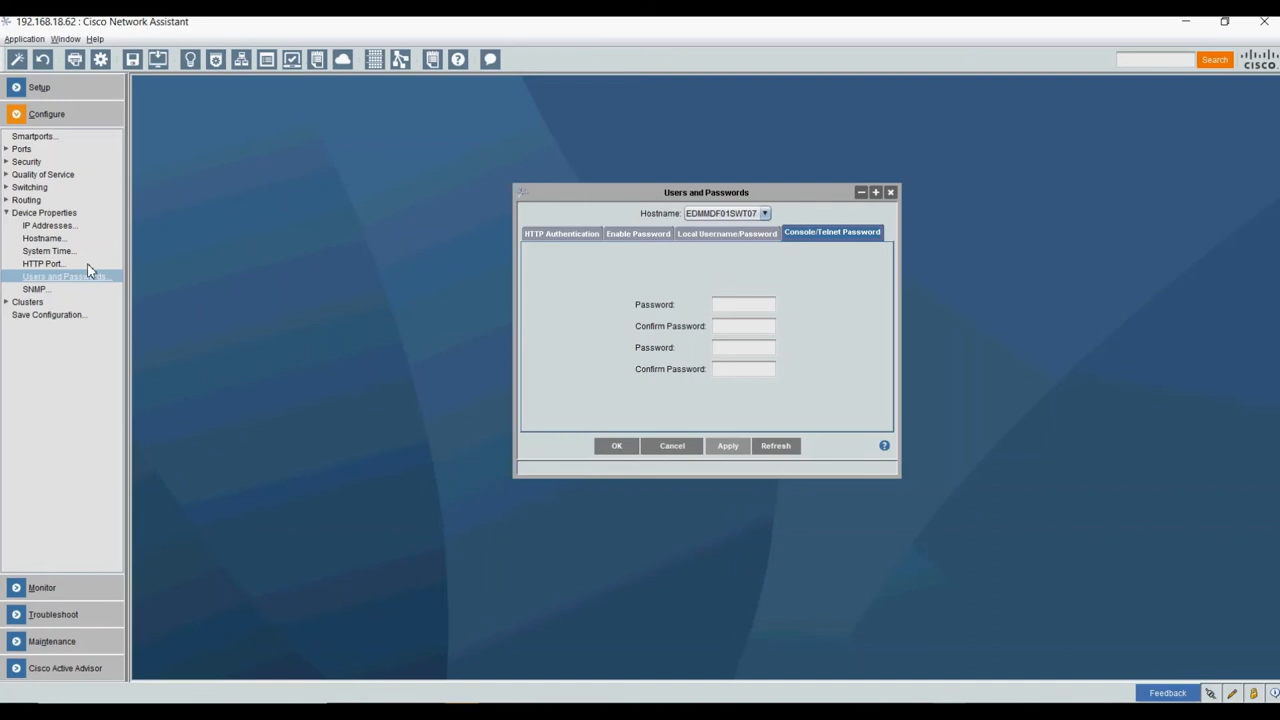 192.168.18.62 : Cisco Network Assistant
Application Window Help
Search
CISCO
Setup
Configure
Smartports...
Ports
Security
Quality of Service
Switching
Routing
Device Properties
IP Addresses...
Hostname...
System Time...
HTTP Port...
Users and Passwords...
SNMP...
Clusters
Save Configuration...
Users and Passwords
Hostname: EDMMDF01SWT07
HTTP Authentication Enable Password Local Username/Password Console/Telnet Password
Password:
Confirm Password:
Password:
Confirm Password:
OK Cancel Apply Refresh ?
Monitor
Troubleshoot
Maintenance
Cisco Active Advisor
Feedback